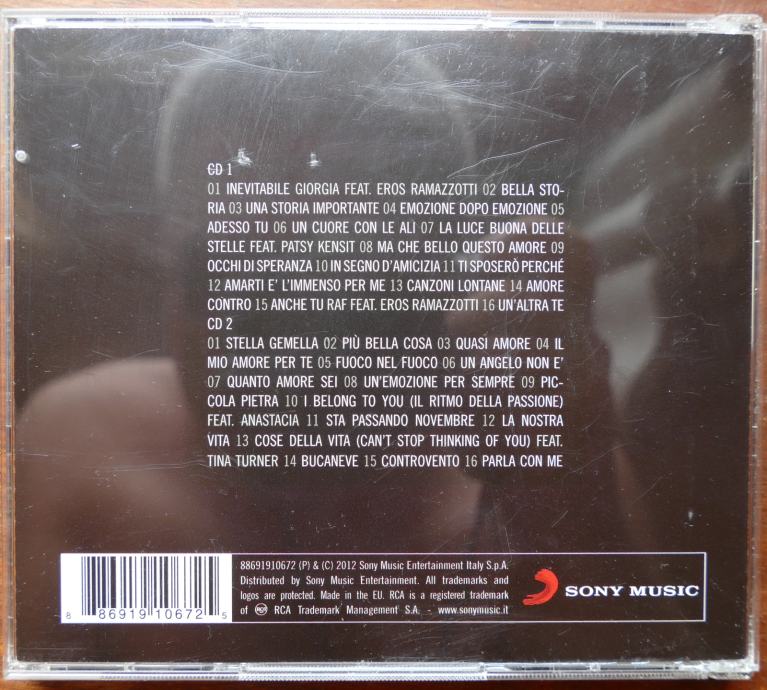 CD 1
01 INEVITABILE GIORGIA FEAT. EROS RAMAZZOTTI 02 BELLA STO-
RIA 03 UNA STORIA IMPORTANTE 04 EMOZIONE DOPO EMOZIONE 05
ADESSO TU 06 UN CUORE CON LE ALI 07 LA LUCE BUONA DELLE
STELLE FEAT. PATSY KENSIT 08 MA CHE BELLO QUESTO AMORE 09
OCCHI DI SPERANZA 10 IN SEGNO D'AMICIZIA 11 TI SPOSERÒ PERCHÉ
12 AMARTI E' L'IMMENSO PER ME 13 CANZONI LONTANE 14 AMORE
CONTRO 15 ANCHE TU RAF FEAT. EROS RAMAZZOTTI 16 UN'ALTRA TE
CD 2
01 STELLA GEMELLA 02 PIÙ BELLA COSA 03 QUASI AMORE 04 IL
MIO AMORE PER TE 05 FUOCO NEL FUOCO 06 UN ANGELO NON E'
07 QUANTO AMORE SEI 08 UN'EMOZIONE PER SEMPRE 09 PIC-
COLA PIETRA 10 I BELONG TO YOU (IL RITMO DELLA PASSIONE)
FEAT. ANASTACIA 11 STA PASSANDO NOVEMBRE 12 LA NOSTRA
VITA 13 COSE DELLA VITA (CAN'T STOP THINKING OF YOU) FEAT.
TINA TURNER 14 BUCANEVE 15 CONTROVENTO 16 PARLA CON ME
8 86919 10672 5
88691910672 (P) & (C) 2012 Sony Music Entertainment Italy S.p.A.
Distributed by Sony Music Entertainment. All trademarks and
logos are protected. Made in the EU. RCA is a registered trademark
of RCA RCA Trademark Management S.A. - www.sonymusic.it
SONY MUSIC